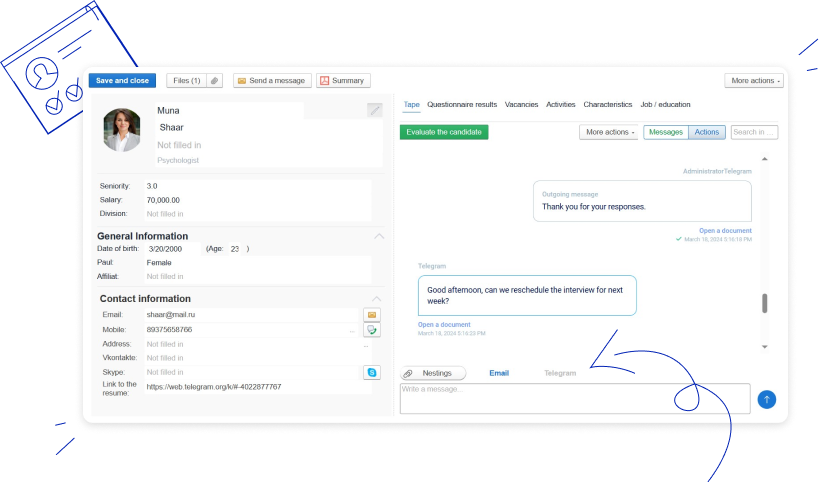 Save and close
Files (1)
Send a message
Summary
More actions
Muna
Shaar
Not filled in
Psychologist
Seniority: 3.0
Salary: 70,000.00
Division: Not filled in
General Information
Date of birth: 3/20/2000 (Age: 23 )
Paul: Female
Affiliat: Not filled in
Contact information
Email: shaar@mail.ru
Mobile: 89375658766 ...
Address: Not filled in ...
Vkontakte: Not filled in
Skype: Not filled in
Link to the
resume: https://web.telegram.org/k/#-4022877767
Tape Questionnaire results Vacancies Activities Characteristics Job / education
Evaluate the candidate
More actions
Messages Actions
Search in ...
AdministratorTelegram
Outgoing message
Thank you for your responses.
Open a document
March 18, 2024 5:16:18 PM
Telegram
Good afternoon, can we reschedule the interview for next
week?
Open a document
March 18, 2024 5:14:23 PM
Nestings Email Telegram
Write a message...